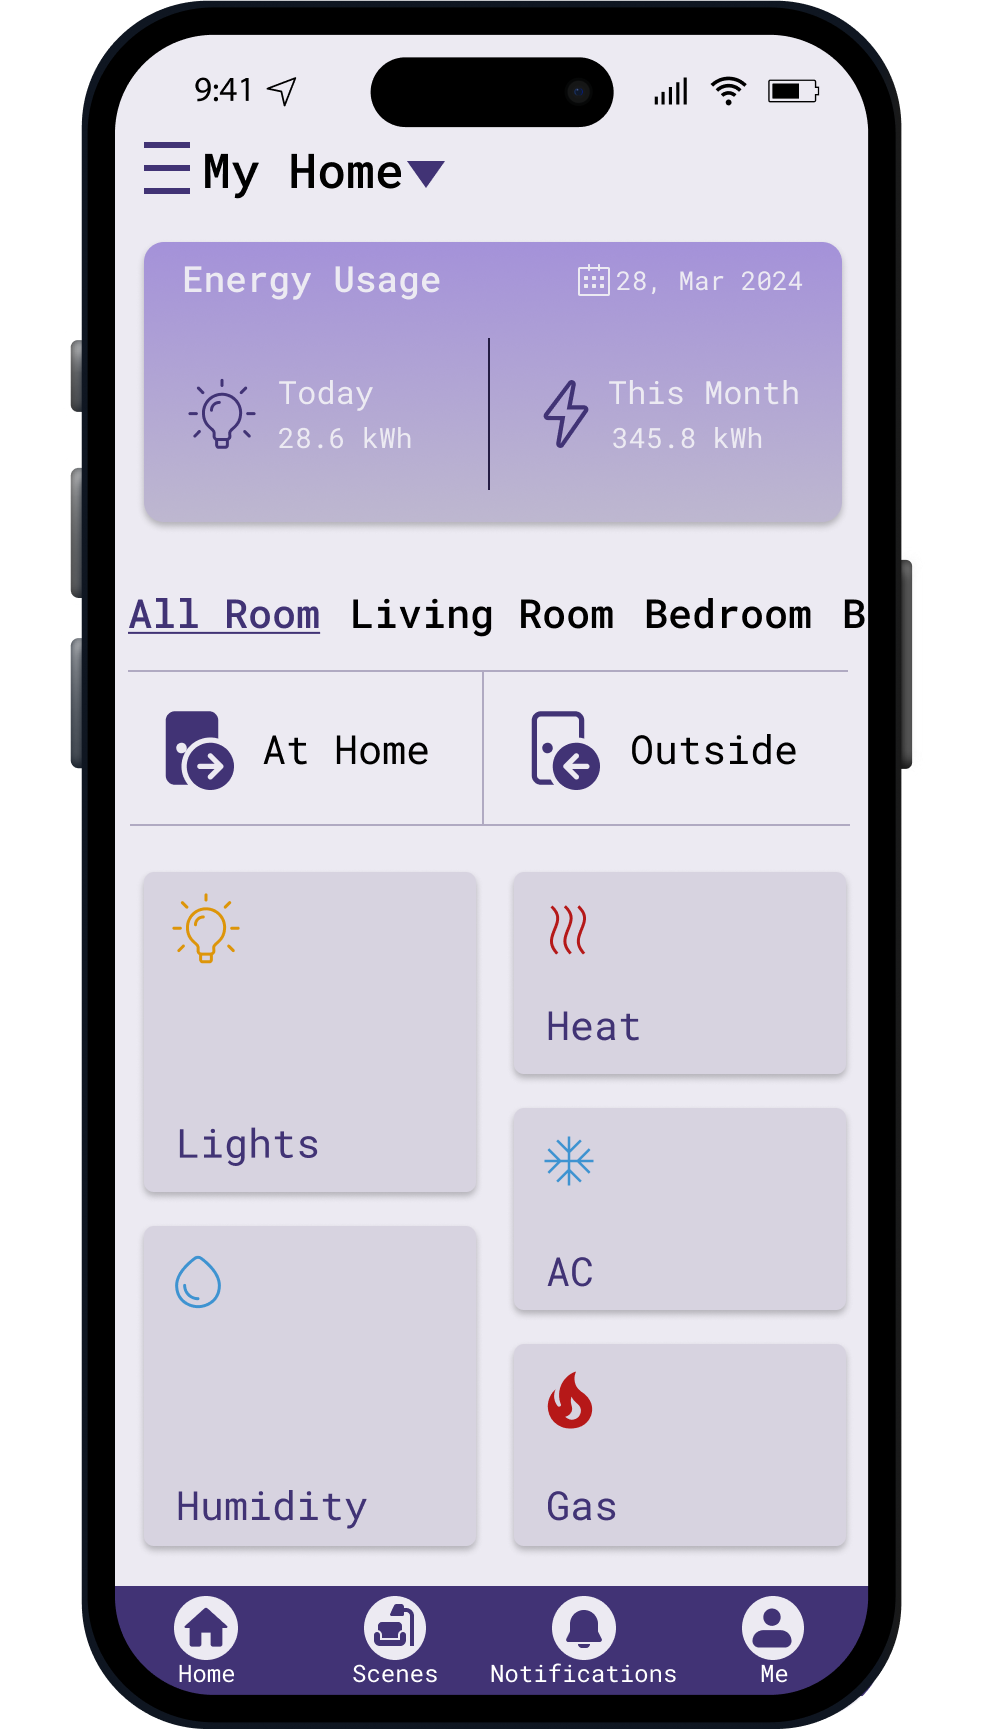 9:41
My Home
Energy Usage
28, Mar 2024
Today
28.6 kWh
This Month
345.8 kWh
All Room Living Room Bedroom B
At Home
Outside
Lights
Heat
AC
Humidity
Gas
Home
Scenes
Notifications
Me